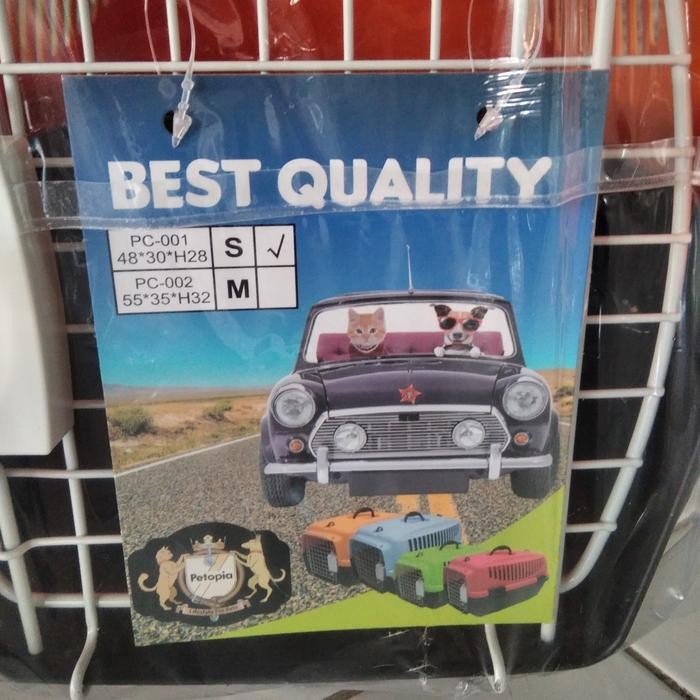 BEST QUALITY
PC-001 S √
48*30*H28
PC-002 M
55*35*H32
Petopia